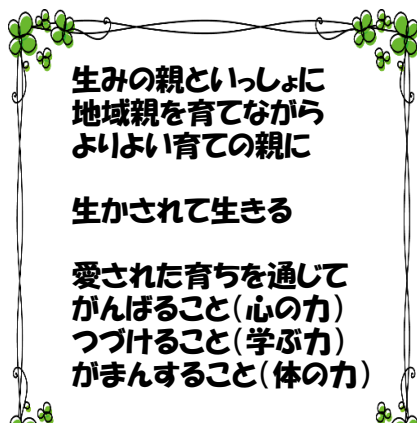 生みの親といっしょに
地域親を育てながら
よりよい育ての親に
生かされて生きる
愛された育ちを通じて
がんばること(心の力)
つづけること(学ぶ力)
がまんすること(体の力)